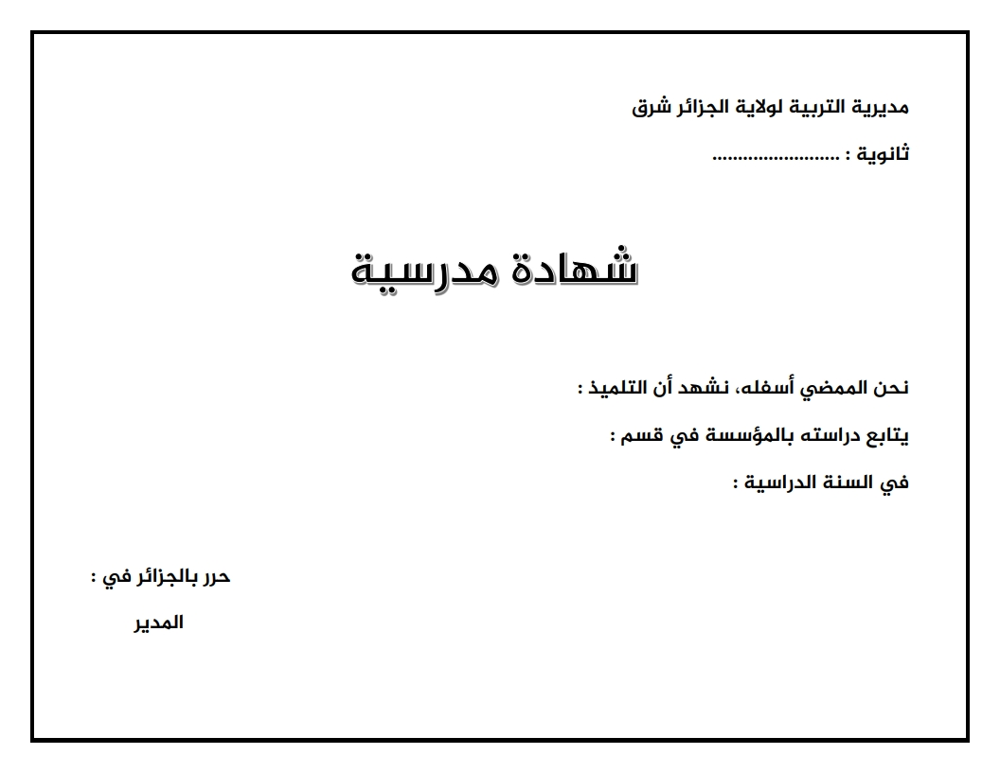 مديرية التربية لولاية الجزائر شرق
ثانوية : .........................
شهادة مدرسية
نحن الممضي أسفله، نشهد أن التلميذ :
يتابع دراسته بالمؤسسة في قسم :
في السنة الدراسية :
حرر بالجزائر في :
المدير